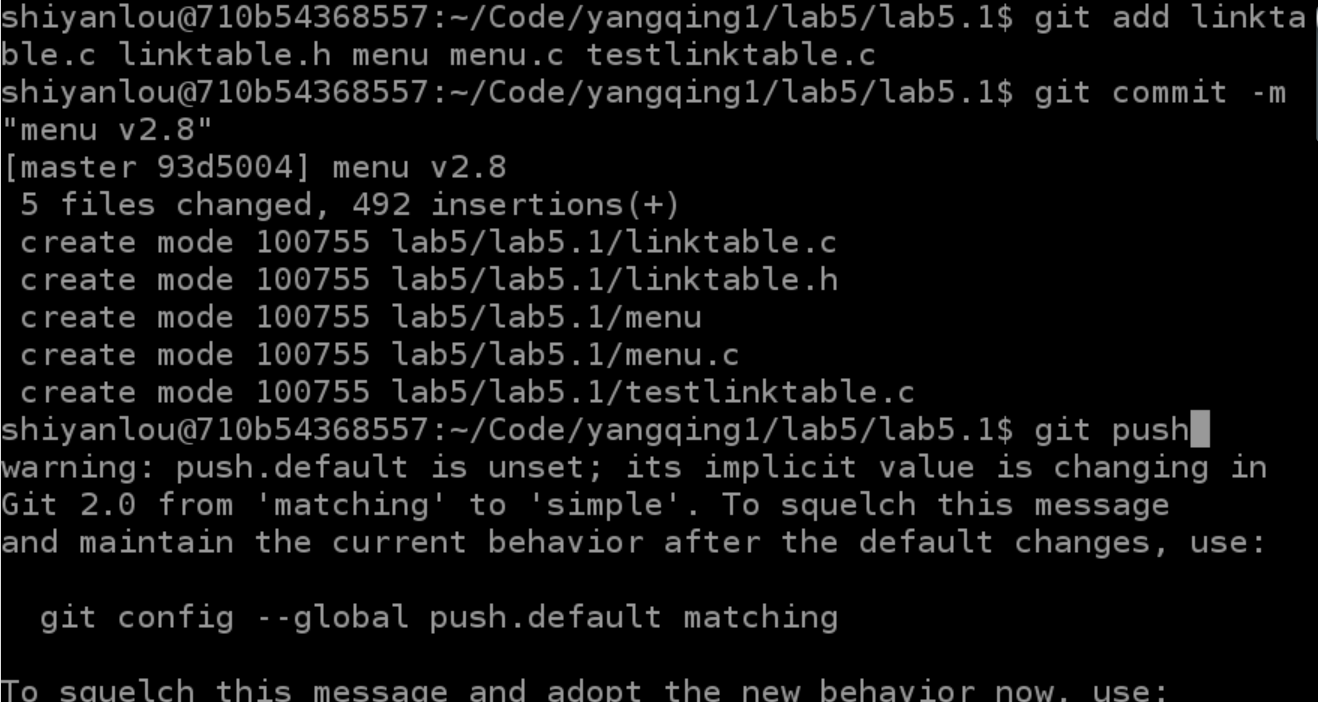 shiyanlou@710b54368557:~/Code/yangqing1/lab5/lab5.1$ git add linkta
ble.c linktable.h menu menu.c testlinktable.c
shiyanlou@710b54368557:~/Code/yangqing1/lab5/lab5.1$ git commit -m
"menu v2.8"
[master 93d5004] menu v2.8
 5 files changed, 492 insertions(+)
 create mode 100755 lab5/lab5.1/linktable.c
 create mode 100755 lab5/lab5.1/linktable.h
 create mode 100755 lab5/lab5.1/menu
 create mode 100755 lab5/lab5.1/menu.c
 create mode 100755 lab5/lab5.1/testlinktable.c
shiyanlou@710b54368557:~/Code/yangqing1/lab5/lab5.1$ git push
warning: push.default is unset; its implicit value is changing in
Git 2.0 from 'matching' to 'simple'. To squelch this message
and maintain the current behavior after the default changes, use:

  git config --global push.default matching

To squelch this message and adopt the new behavior now, use: